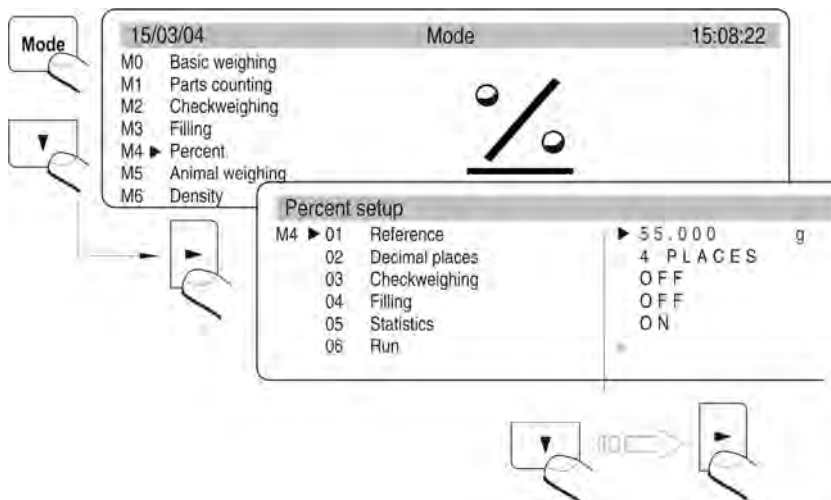 Mode
15/03/04 Mode 15:08:22
M0 Basic weighing
M1 Parts counting
M2 Checkweighing
M3 Filling
M4 ▶ Percent
M5 Animal weighing
M6 Density
Percent setup
M4 ▶ 01 Reference ▶ 55.000 g
02 Decimal places 4 PLACES
03 Checkweighing OFF
04 Filling OFF
05 Statistics ON
06 Run